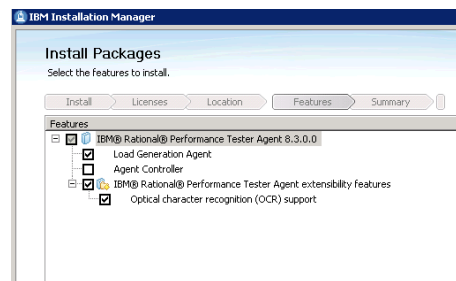 IBM Installation Manager
Install Packages
Select the features to install.
Install Licenses Location Features Summary
Features
IBM® Rational® Performance Tester Agent 8.3.0.0
Load Generation Agent
Agent Controller
IBM® Rational® Performance Tester Agent extensibility features
Optical character recognition (OCR) support